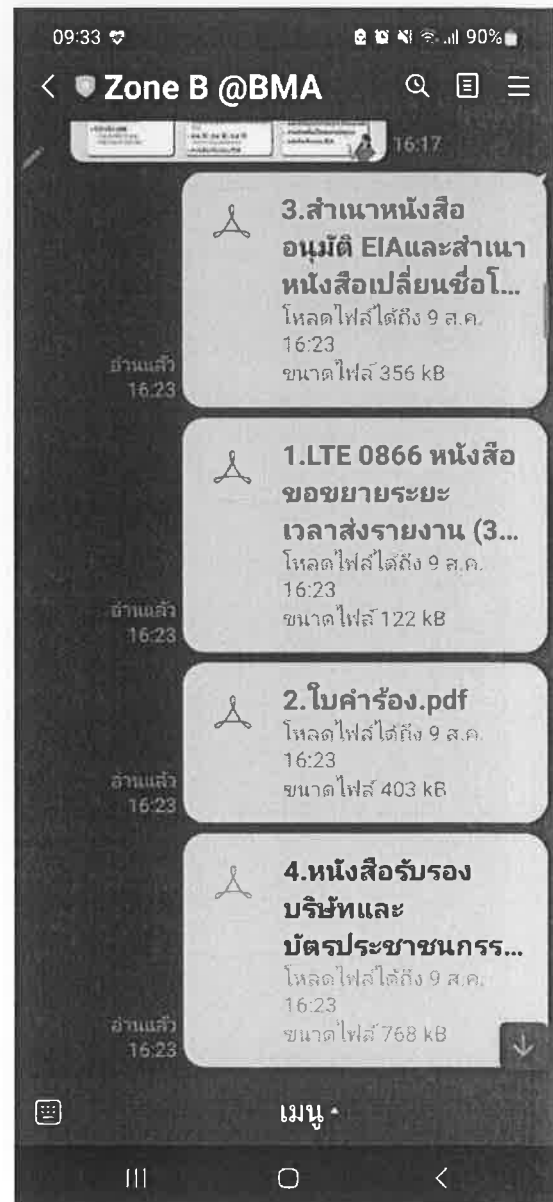 09:33
90%
Zone B @BMA
16:17
3.สำเนาหนังสือ
อนุมัติ EIAและสำเนา
หนังสือเปลี่ยนชื่อโ...
โหลดไฟล์ได้ถึง 9 ส.ค.
16:23
ขนาดไฟล์ 356 kB
อ่านแล้ว
16:23
1.LTE 0866 หนังสือ
ขอขยายระยะ
เวลาส่งรายงาน (3...
โหลดไฟล์ได้ถึง 9 ส.ค.
16:23
ขนาดไฟล์ 122 kB
อ่านแล้ว
16:23
2.ใบคำร้อง.pdf
โหลดไฟล์ได้ถึง 9 ส.ค.
16:23
ขนาดไฟล์ 403 kB
อ่านแล้ว
16:23
4.หนังสือรับรอง
บริษัทและ
บัตรประชาชนกรร...
โหลดไฟล์ได้ถึง 9 ส.ค.
16:23
ขนาดไฟล์ 768 kB
อ่านแล้ว
16:23
เมนู